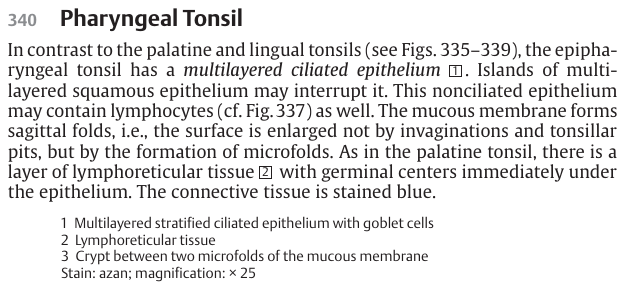 340 Pharyngeal Tonsil
In contrast to the palatine and lingual tonsils (see Figs. 335–339), the epipha-
ryngeal tonsil has a multilayered ciliated epithelium 1. Islands of multi-
layered squamous epithelium may interrupt it. This nonciliated epithelium
may contain lymphocytes (cf. Fig. 337) as well. The mucous membrane forms
sagittal folds, i.e., the surface is enlarged not by invaginations and tonsillar
pits, but by the formation of microfolds. As in the palatine tonsil, there is a
layer of lymphoreticular tissue 2 with germinal centers immediately under
the epithelium. The connective tissue is stained blue.
1 Multilayered stratified ciliated epithelium with goblet cells
2 Lymphoreticular tissue
3 Crypt between two microfolds of the mucous membrane
Stain: azan; magnification: × 25